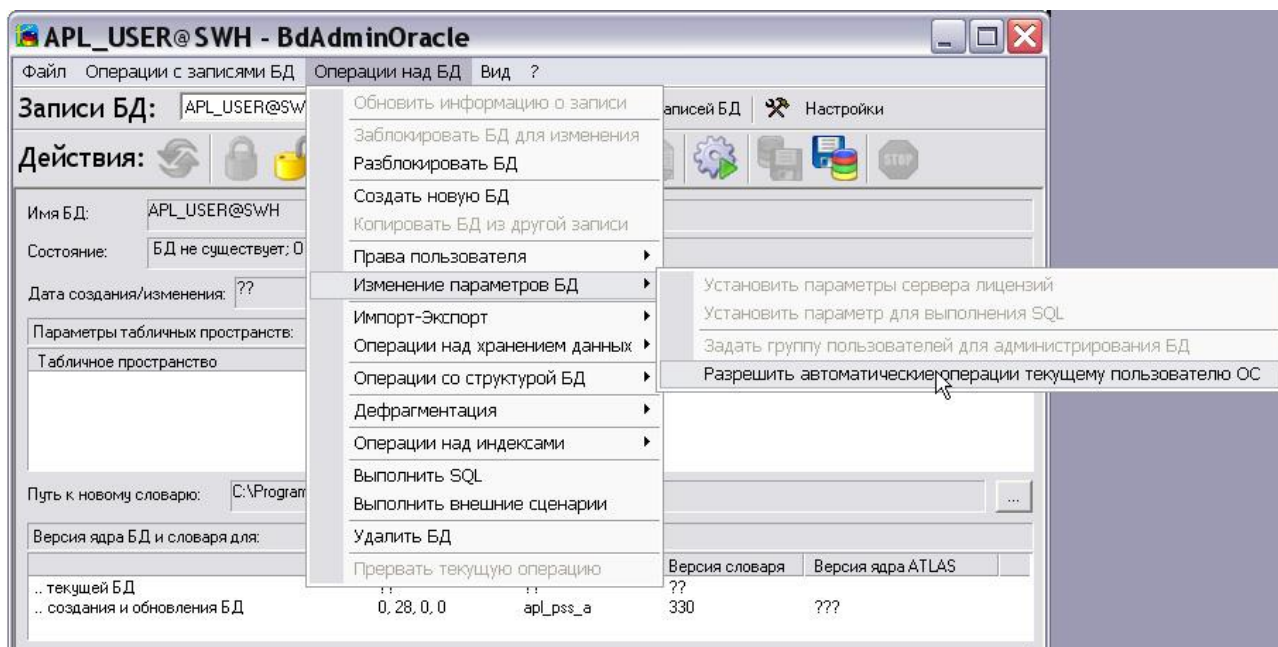 APL_USER@SWH - BdAdminOracle
Файл Операции с записями БД Операции над БД Вид ?
Записи БД: APL_USER@SW аписей БД Настройки
Действия: STOP
Имя БД: APL_USER@SWH
Состояние: БД не существует; 0
Дата создания/изменения: ??
Параметры табличных пространств:
Табличное пространство
Путь к новому словарю: C:\Program ...
Версия ядра БД и словаря для:
Версия словаря Версия ядра ATLAS
.. текущей БД ?? ?? ??
.. создания и обновления БД 0, 28, 0, 0 apl_pss_a 330 ???
Обновить информацию о записи
Заблокировать БД для изменения
Разблокировать БД
Создать новую БД
Копировать БД из другой записи
Права пользователя
Изменение параметров БД
Импорт-Экспорт
Операции над хранением данных
Операции со структурой БД
Дефрагментация
Операции над индексами
Выполнить SQL
Выполнить внешние сценарии
Удалить БД
Прервать текущую операцию
Установить параметры сервера лицензий
Установить параметр для выполнения SQL
Задать группу пользователей для администрирования БД
Разрешить автоматические операции текущему пользователю ОС